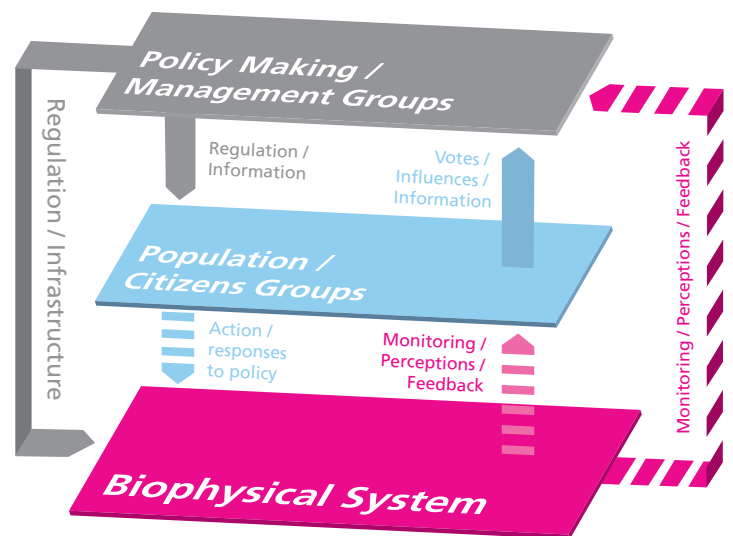 Policy Making /
Management Groups
Regulation / Infrastructure
Regulation /
Information
Votes /
Influences /
Information
Monitoring / Perceptions / Feedback
Population /
Citizens Groups
Action /
responses
to policy
Monitoring /
Perceptions /
Feedback
Biophysical System